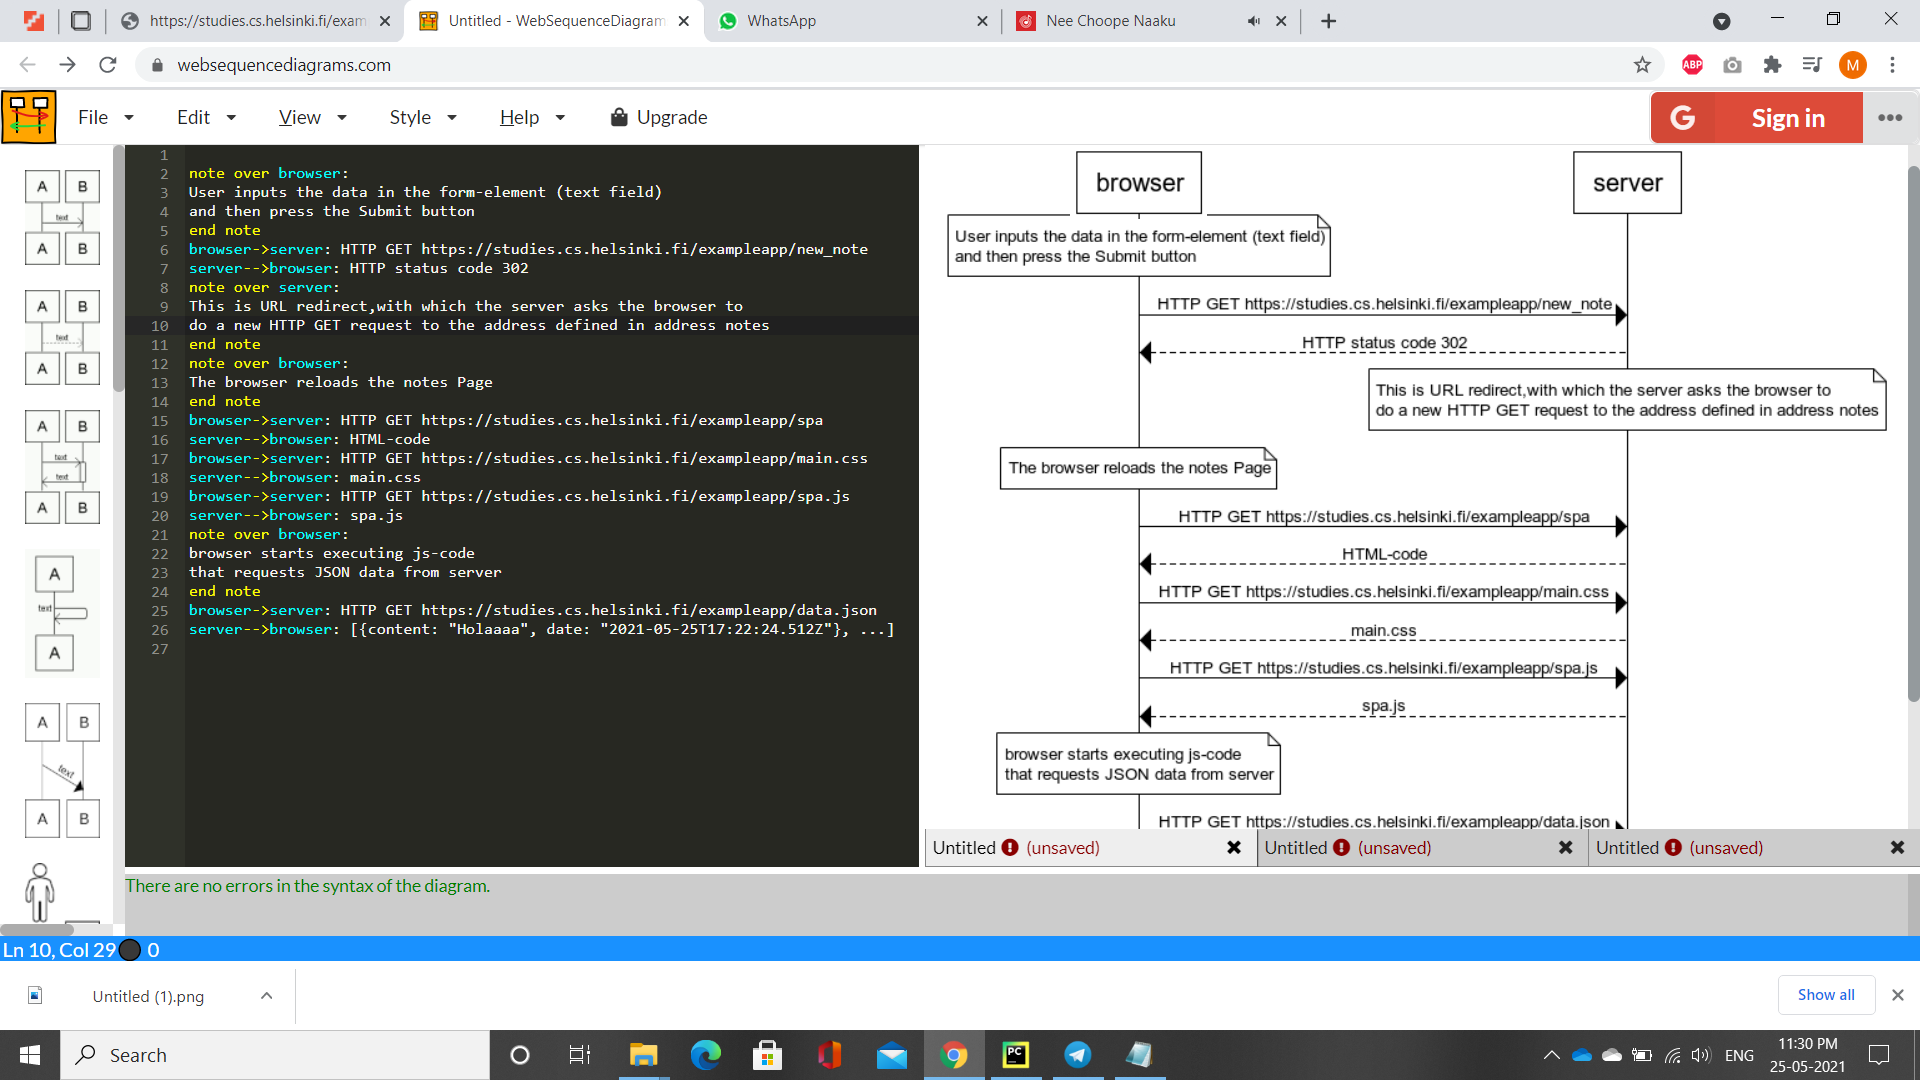 https://studies.cs.helsinki.fi/exam
Untitled - WebSequenceDiagram
WhatsApp
Nee Choope Naaku
websequencediagrams.com
ABP
M
File
Edit
View
Style
Help
Upgrade
G
Sign in
A B
text
A B
A B
text
A B
A B
text
text
A B
A
text
A
A B
text
A B
1
2 note over browser:
3 User inputs the data in the form-element (text field)
4 and then press the Submit button
5 end note
6 browser->server: HTTP GET https://studies.cs.helsinki.fi/exampleapp/new_note
7 server-->browser: HTTP status code 302
8 note over server:
9 This is URL redirect,with which the server asks the browser to
10 do a new HTTP GET request to the address defined in address notes
11 end note
12 note over browser:
13 The browser reloads the notes Page
14 end note
15 browser->server: HTTP GET https://studies.cs.helsinki.fi/exampleapp/spa
16 server-->browser: HTML-code
17 browser->server: HTTP GET https://studies.cs.helsinki.fi/exampleapp/main.css
18 server-->browser: main.css
19 browser->server: HTTP GET https://studies.cs.helsinki.fi/exampleapp/spa.js
20 server-->browser: spa.js
21 note over browser:
22 browser starts executing js-code
23 that requests JSON data from server
24 end note
25 browser->server: HTTP GET https://studies.cs.helsinki.fi/exampleapp/data.json
26 server-->browser: [{content: "Holaaaa", date: "2021-05-25T17:22:24.512Z"}, ...]
27
browser
server
User inputs the data in the form-element (text field)
and then press the Submit button
HTTP GET https://studies.cs.helsinki.fi/exampleapp/new_note
HTTP status code 302
This is URL redirect,with which the server asks the browser to
do a new HTTP GET request to the address defined in address notes
The browser reloads the notes Page
HTTP GET https://studies.cs.helsinki.fi/exampleapp/spa
HTML-code
HTTP GET https://studies.cs.helsinki.fi/exampleapp/main.css
main.css
HTTP GET https://studies.cs.helsinki.fi/exampleapp/spa.js
spa.js
browser starts executing js-code
that requests JSON data from server
HTTP GET https://studies.cs.helsinki.fi/exampleapp/data.json
Untitled (unsaved)
Untitled (unsaved)
Untitled (unsaved)
There are no errors in the syntax of the diagram.
Ln 10, Col 29 0
Untitled (1).png
Show all
Search
PC
ENG
11:30 PM
25-05-2021